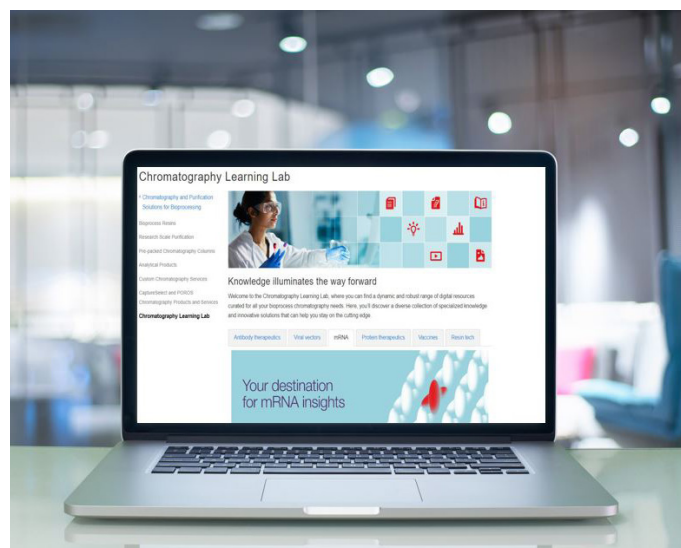 Chromatography Learning Lab
Chromatography and Purification
Solutions for Bioprocessing
Bioprocess Resins
Research Scale Purification
Pre-packed Chromatography Columns
Analytical Products
Custom Chromatography Services
CaptureSelect and POROS
Chromatography Products and Services
Chromatography Learning Lab
Knowledge illuminates the way forward
Welcome to the Chromatography Learning Lab, where you can find a dynamic and robust range of digital resources
curated for all your bioprocess chromatography needs. Here, you'll discover a diverse collection of specialized knowledge
and innovative solutions that can help you stay on the cutting edge.
Antibody therapeutics Viral vectors mRNA Protein therapeutics Vaccines Resin tech
Your destination
for mRNA insights